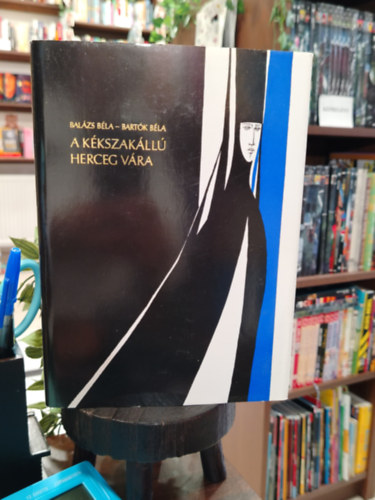 BALÁZS BÉLA – BARTÓK BÉLA
A KÉKSZAKÁLLÚ
HERCEG VÁRA